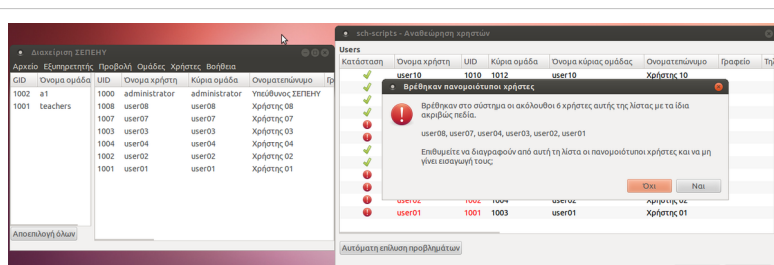 sch-scripts - Αναθεώρηση χρηστών
Διαχείριση ΣΕΠΕΗΥ
Αρχείο Εξυπηρετητής Προβολή Ομάδες Χρήστες Βοήθεια
GID Όνομα ομάδα UID Όνομα χρήστη Κύρια ομάδα Ονοματεπώνυμο Γρ
1002 a1 1000 administrator administrator Υπεύθυνος ΣΕΠΕΗΥ
1001 teachers 1008 user08 user08 Χρήστης 08
1007 user07 user07 Χρήστης 07
1003 user03 user03 Χρήστης 03
1004 user04 user04 Χρήστης 04
1002 user02 user02 Χρήστης 02
1001 user01 user01 Χρήστης 01
Αποεπιλογή όλων
Users
Κατάσταση Όνομα χρήστη UID Κύρια ομάδα Όνομα κύριας ομάδας Ονοματεπώνυμο Γραφείο Τηλ
user10 1010 1012 user10 Χρήστης 10
Βρέθηκαν πανομοιότυποι χρήστες
Βρέθηκαν στο σύστημα οι ακόλουθοι 6 χρήστες αυτής της λίστας με τα ίδια
ακριβώς πεδία.
user08, user07, user04, user03, user02, user01
Επιθυμείτε να διαγραφούν από αυτή τη λίστα οι πανομοιότυποι χρήστες και να μη
γίνει εισαγωγή τους;
Όχι Ναι
user02 1002 1004 user02 Χρήστης 02
user01 1001 1003 user01 Χρήστης 01
Αυτόματη επίλυση προβλημάτων